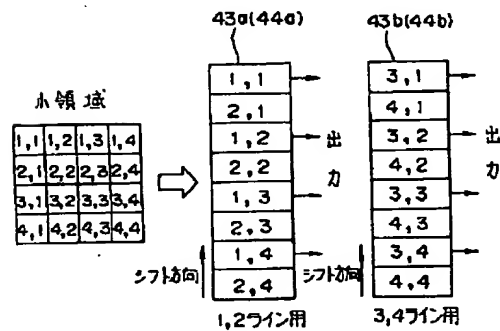 小領域
1,1 1,2 1,3 1,4
2,1 2,2 2,3 2,4
3,1 3,2 3,3 3,4
4,1 4,2 4,3 4,4
43a(44a)
1,1
2,1
1,2
2,2
1,3
2,3
1,4
2,4
出力
シフト方向
1,2ライン用
43b(44b)
3,1
4,1
3,2
4,2
3,3
4,3
3,4
4,4
出力
シフト方向
3,4ライン用